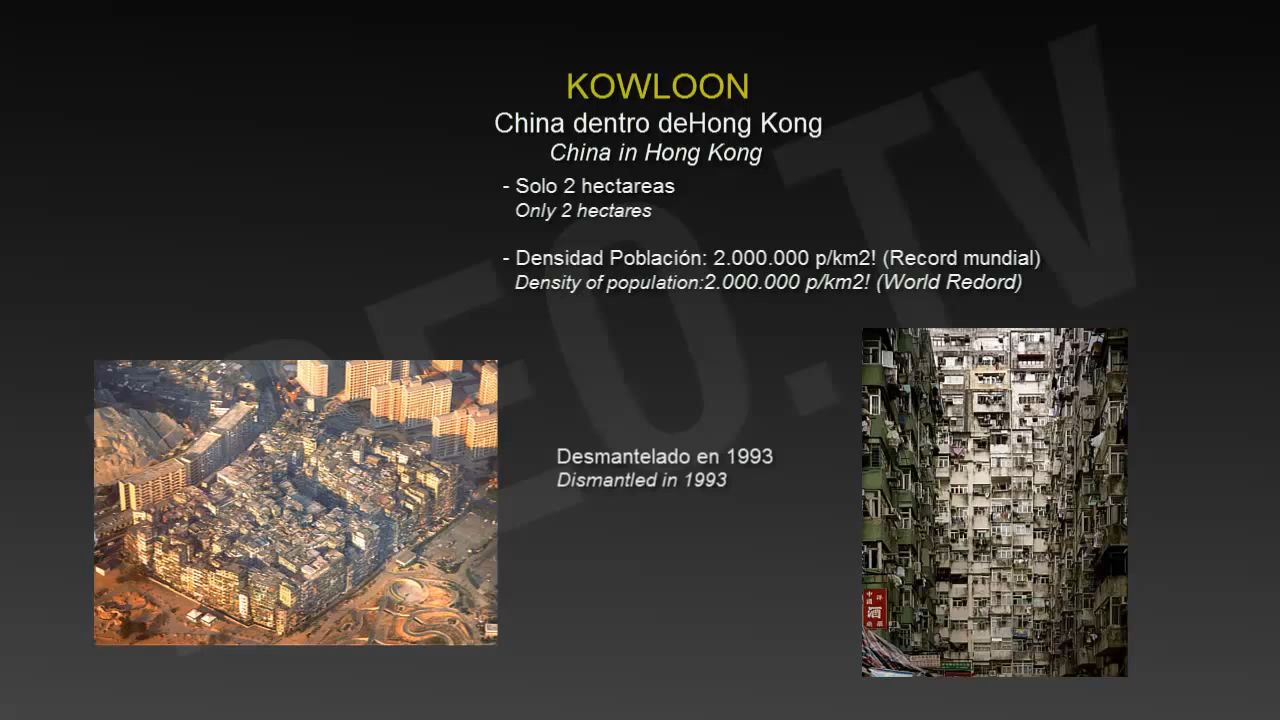 KOWLOON
China dentro deHong Kong
China in Hong Kong
- Solo 2 hectareas
Only 2 hectares
- Densidad Población: 2.000.000 p/km2! (Record mundial)
Density of population:2.000.000 p/km2! (World Redord)
Desmantelado en 1993
Dismantled in 1993
酒